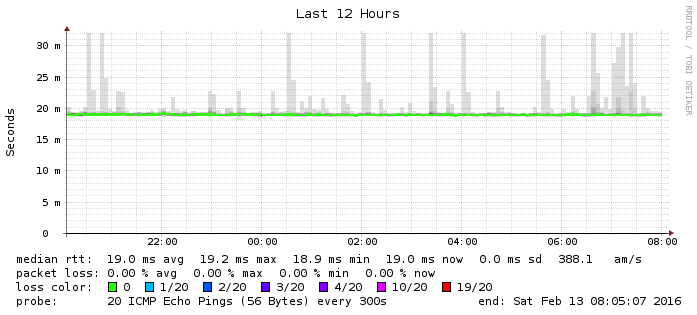 Last 12 Hours
RRDTOOL / TOBI OETIKER
Seconds
30 m
25 m
20 m
15 m
10 m
5 m
0
22:00 00:00 02:00 04:00 06:00 08:00
median rtt: 19.0 ms avg 19.2 ms max 18.9 ms min 19.0 ms now 0.0 ms sd 388.1 am/s
packet loss: 0.00 % avg 0.00 % max 0.00 % min 0.00 % now
loss color: 0 1/20 2/20 3/20 4/20 10/20 19/20
probe: 20 ICMP Echo Pings (56 Bytes) every 300s end: Sat Feb 13 08:05:07 2016